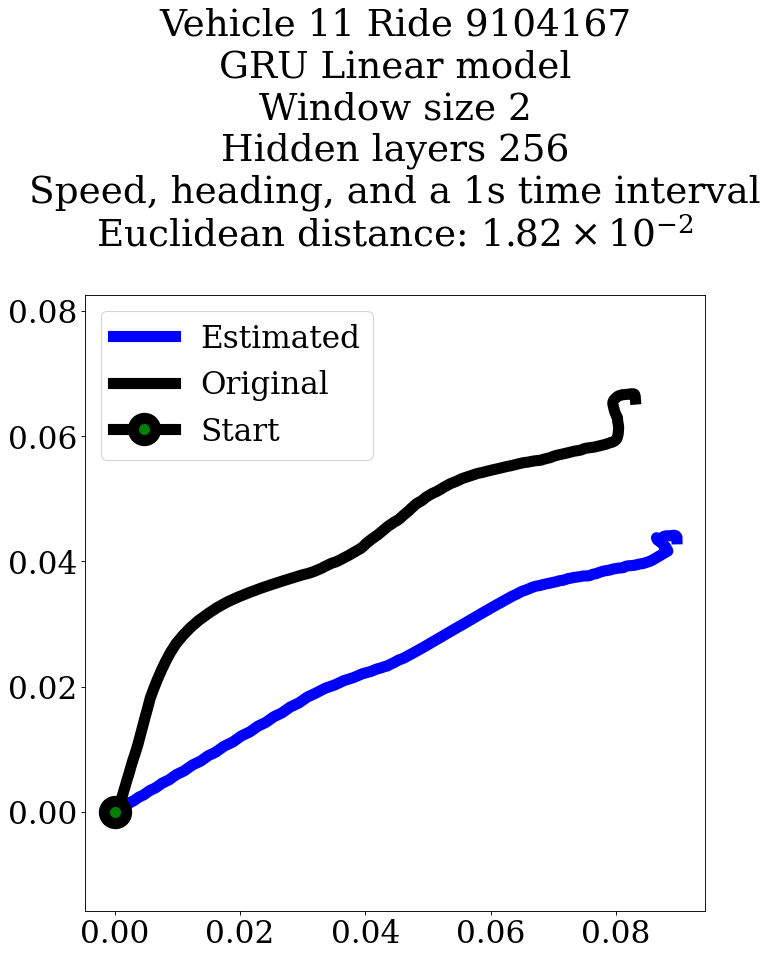 Vehicle 11 Ride 9104167
GRU Linear model
Window size 2
Hidden layers 256
Speed, heading, and a 1s time interval
Euclidean distance: 1.82 × 10⁻²
Estimated
Original
Start
0.08
0.06
0.04
0.02
0.00
0.00 0.02 0.04 0.06 0.08